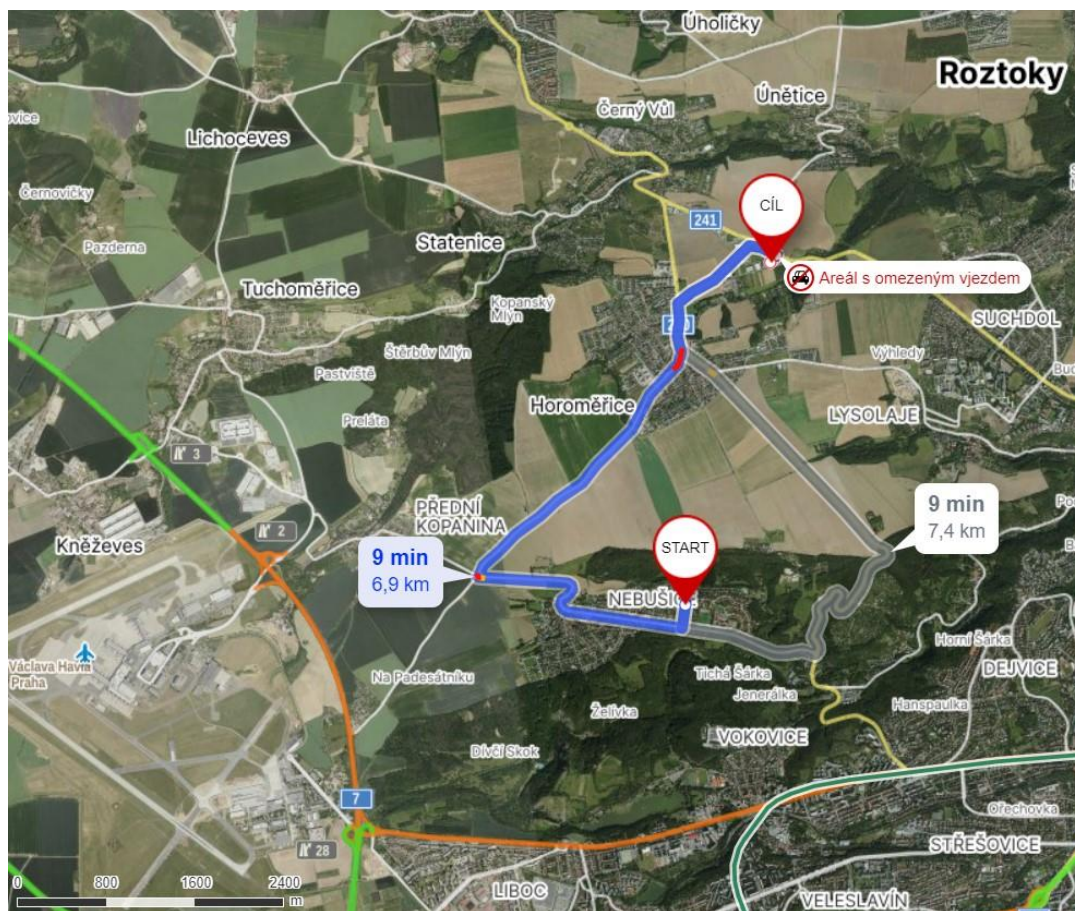 Úholičky
Roztoky
Únětice
Černý Vůl
Lichoceves
Černovičky
CÍL
241
Statenice
Pazderna
Areál s omezeným vjezdem
Tuchoměřice
Kopanský
Mlýn
SUCHDOL
Štěrbův Mlýn
Výhledy
Pastviště
Horoměřice
LYSOLAJE
Preláta
3
PŘEDNÍ
KOPANINA
9 min
7,4 km
2
Kněževes
START
9 min
6,9 km
NEBUŠICE
Horní Šárka
Václava Havla
Praha
Na Padesátníku
Tichá Šárka
DEJVICE
Jenerálka
Hanspaulka
Želivka
VOKOVICE
Dívčí Skok
7
Ořechovka
28
STŘEŠOVICE
0 800 1600 2400
m
LIBOC
VELESLAVÍN